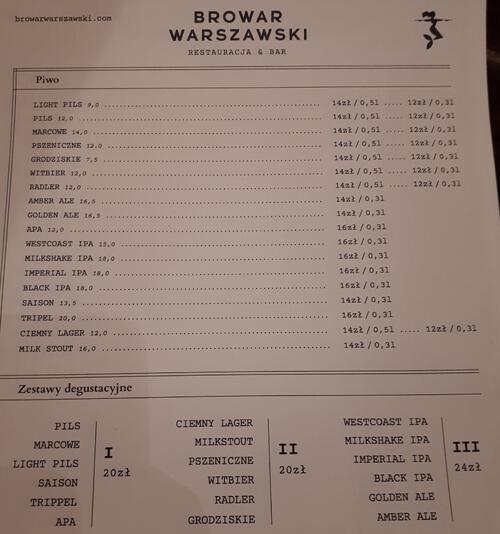 browarwarszawski.com
BROWAR
WARSZAWSKI
RESTAURACJA & BAR
Piwo
LIGHT PILS 9,0 ........ 14zł/0,5l ..... 12zł/0,3l
PILS 12,0 ........ 14zł/0,5l ..... 12zł/0,3l
MARCOWE 14,0 ........ 14zł/0,5l ..... 12zł/0,3l
PSZENICZNE 12.0 ........ 14zł/0,5l ..... 12zł/0,3l
GRODZISKIE 7,5 ........ 14zł/0,5l ..... 12zł/0,3l
WITBIER 12,0 ........ 14zł/0,5l ..... 12zł/0,3l
RADLER 12,0 ........ 14zł/0,5l ..... 12zł/0,3l
AMBER ALE 16,5 ........ 14zł/0,3l
GOLDEN ALE 16,5 ........ 14zł/0,3l
APA 12,0 ........ 16zł/0,3l
WESTCOAST IPA 15,0 ........ 16zł/0,3l
MILKSHAKE IPA 18,0 ........ 16zł/0,3l
IMPERIAL IPA 18,0 ........ 16zł/0,3l
BLACK IPA 18,0 ........ 16zł/0,3l
SAISON 13,5 ........ 14zł/0,3l
TRIPEL 20,0 ........ 16zł/0,3l
CIEMNY LAGER 12,0 ........ 14zł/0,5l ..... 12zł/0,3l
MILK STOUT 16,0 ........ 14zł/0,3l
Zestawy degustacyjne
PILS
MARCOWE
LIGHT PILS
SAISON
TRIPPEL
APA
I
20zł
CIEMNY LAGER
MILKSTOUT
PSZENICZNE
WITBIER
RADLER
GRODZISKIE
II
20zł
WESTCOAST IPA
MILKSHAKE IPA
IMPERIAL IPA
BLACK IPA
GOLDEN ALE
AMBER ALE
III
24zł